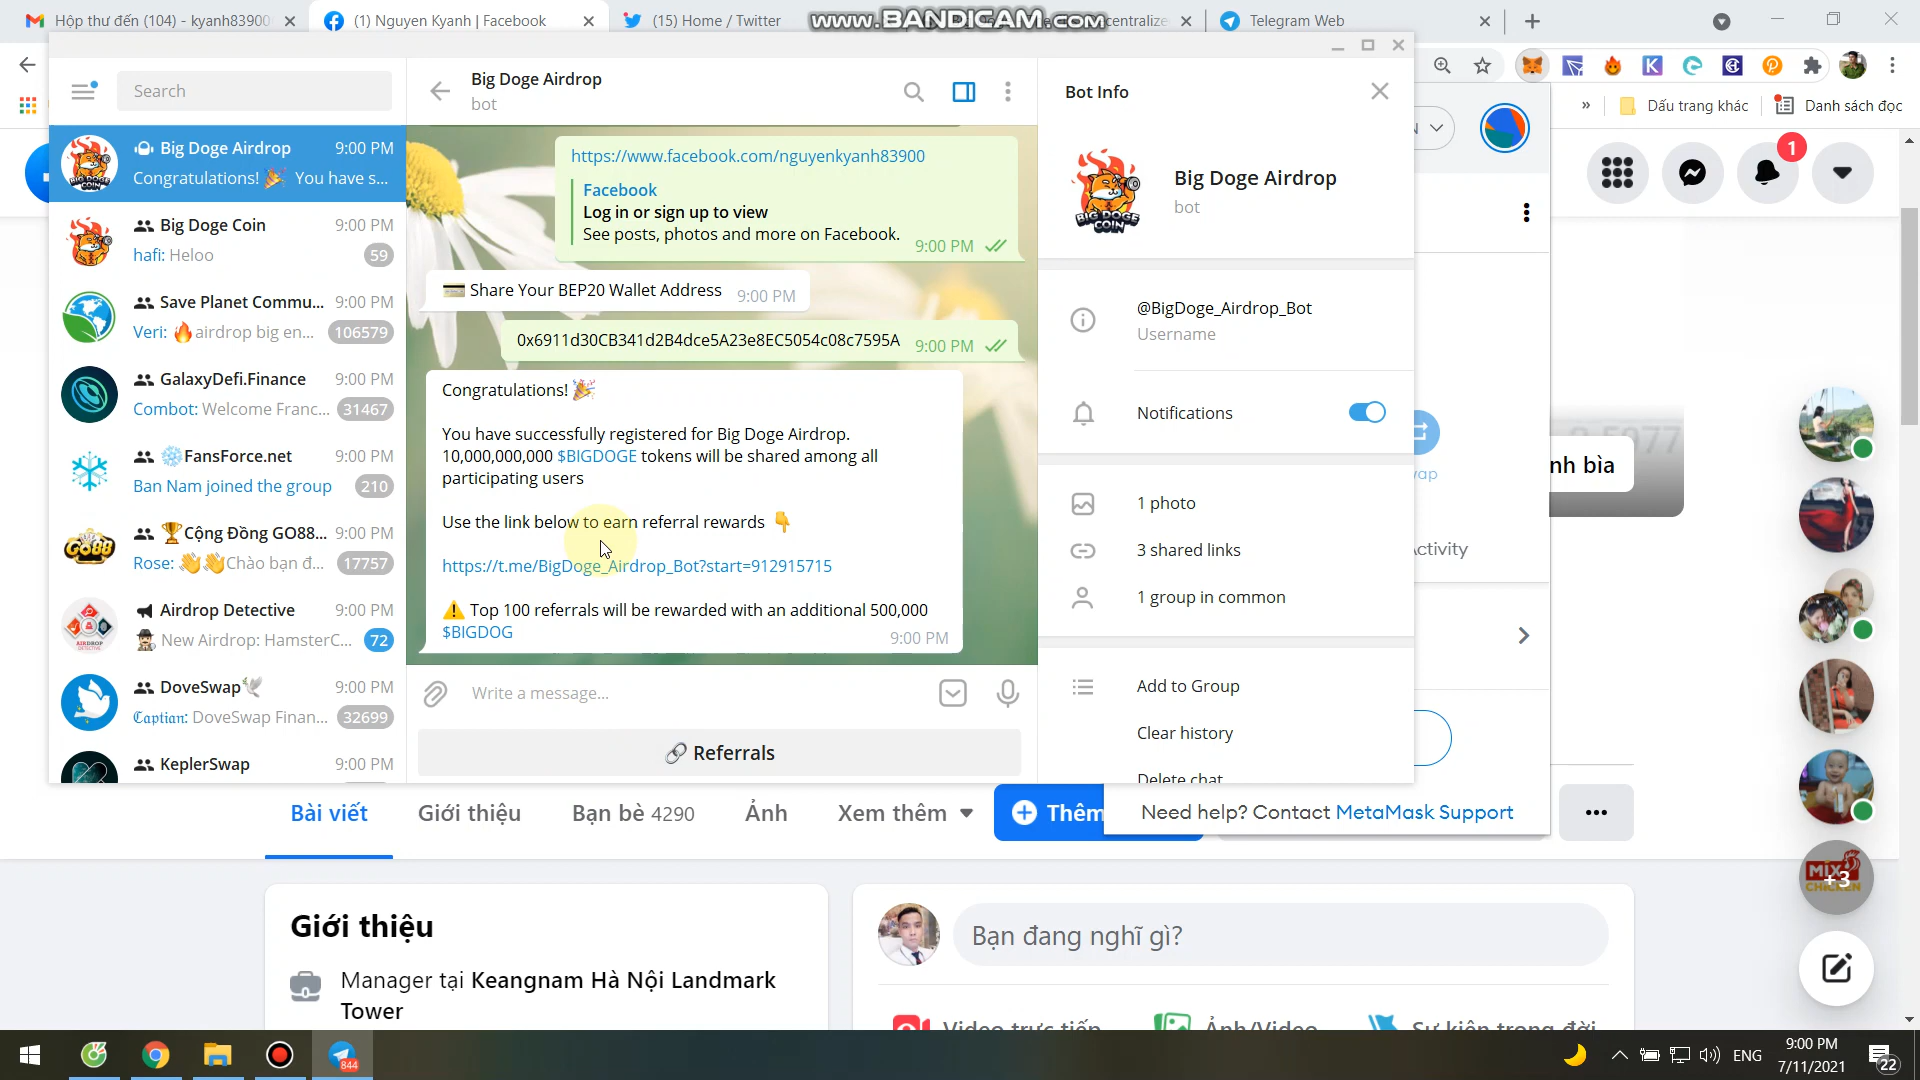 Hộp thư đến (104) - kyanh83900
(1) Nguyen Kyanh | Facebook
(15) Home / Twitter
www.BANDICAM.com
Telegram Web
Dấu trang khác
Danh sách đọc
Search
Big Doge Airdrop
bot
Bot Info
Big Doge Airdrop 9:00 PM
Congratulations! 🎉 You have s...
Big Doge Coin 9:00 PM
hafi: Heloo 59
Save Planet Commu... 9:00 PM
Veri: 🔥airdrop big en... 106579
GalaxyDefi.Finance 9:00 PM
Combot: Welcome Franc... 31467
❄️FansForce.net 9:00 PM
Ban Nam joined the group 210
🏆Cộng Đồng GO88... 9:00 PM
Rose: 👋👋Chào bạn đ... 17757
Airdrop Detective 9:00 PM
New Airdrop: HamsterC... 72
DoveSwap🕊 9:00 PM
𝕮𝖆𝖕𝖙𝖎𝖆𝖓: DoveSwap Finan... 32699
KeplerSwap 9:00 PM
https://www.facebook.com/nguyenkyanh83900
Facebook
Log in or sign up to view
See posts, photos and more on Facebook. 9:00 PM
💳 Share Your BEP20 Wallet Address 9:00 PM
0x6911d30CB341d2B4dce5A23e8EC5054c08c7595A 9:00 PM
Congratulations! 🎉
You have successfully registered for Big Doge Airdrop.
10,000,000,000 $BIGDOGE tokens will be shared among all
participating users
Use the link below to earn referral rewards 👇
https://t.me/BigDoge_Airdrop_Bot?start=912915715
⚠️ Top 100 referrals will be rewarded with an additional 500,000
$BIGDOG 9:00 PM
Write a message...
🔗 Referrals
BIG DOGE
COIN
Big Doge Airdrop
bot
@BigDoge_Airdrop_Bot
Username
Notifications
1 photo
3 shared links
1 group in common
Add to Group
Clear history
Delete chat
nh bìa
1
Need help? Contact MetaMask Support
Bài viết
Giới thiệu
Bạn bè 4290
Ảnh
Xem thêm
Thêm
+3
Giới thiệu
Manager tại Keangnam Hà Nội Landmark
Tower
Bạn đang nghĩ gì?
Video trực tiếp
Ảnh/Video
Sự kiện trong đời
844
ENG
9:00 PM
7/11/2021
22